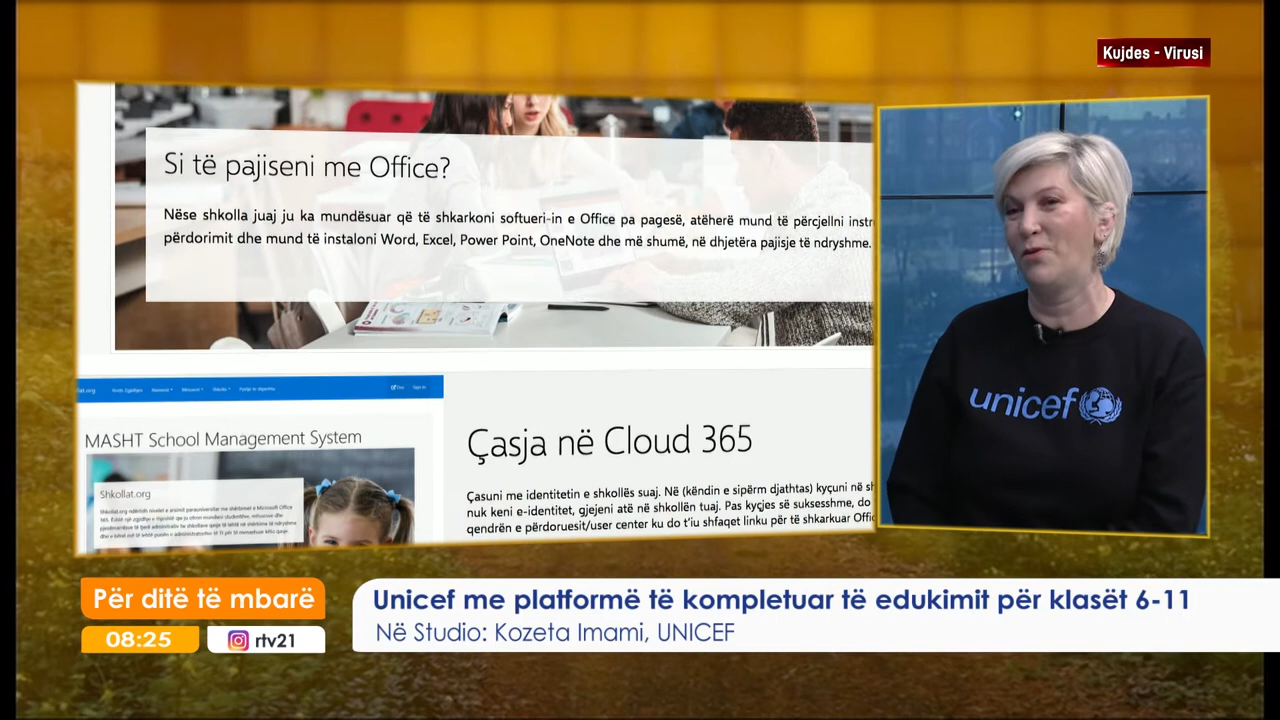 Kujdes - Virusi
Si të pajiseni me Office?
Nëse shkolla juaj ju ka mundësuar që të shkarkoni softueri-in e Office pa pagesë, atëherë mund të përcjellni instr
përdorimit dhe mund të instaloni Word, Excel, Power Point, OneNote dhe më shumë, në dhjetëra pajisje të ndryshme.
MASHT School Management System
Shkollat.org
Çasja në Cloud 365
Çasuni me identitetin e shkollës suaj. Në (këndin e sipërm djathtas) kyçuni në sh
nuk keni e-identitet, gjejeni atë në shkollën tuaj. Pas kyçjes së suksesshme, do
qendrën e përdoruesit/user center ku do t'iu shfaqet linku për të shkarkuar Offic
unicef
Për ditë të mbarë
08:25
rtv21
Unicef me platformë të kompletuar të edukimit për klasët 6-11
Në Studio: Kozeta Imami, UNICEF